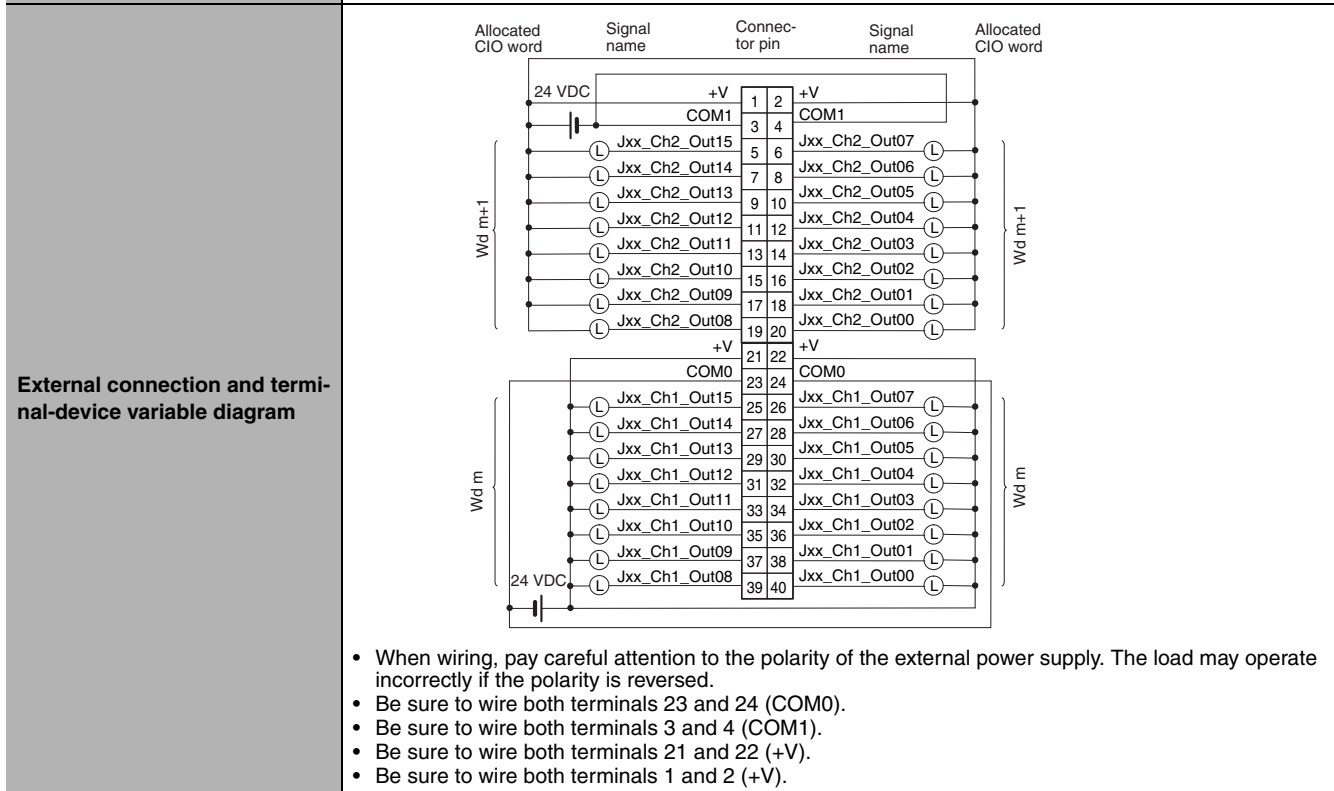 External connection and termi-
nal-device variable diagram
Allocated
CIO word
Signal
name
Connec-
tor pin
Signal
name
Allocated
CIO word
24 VDC
+V 1 2 +V
COM1 3 4 COM1
Jxx_Ch2_Out15 5 6 Jxx_Ch2_Out07
L L
Jxx_Ch2_Out14 7 8 Jxx_Ch2_Out06
L L
Jxx_Ch2_Out13 9 10 Jxx_Ch2_Out05
L L
Jxx_Ch2_Out12 11 12 Jxx_Ch2_Out04
L L
Jxx_Ch2_Out11 13 14 Jxx_Ch2_Out03
L L
Jxx_Ch2_Out10 15 16 Jxx_Ch2_Out02
L L
Jxx_Ch2_Out09 17 18 Jxx_Ch2_Out01
L L
Jxx_Ch2_Out08 19 20 Jxx_Ch2_Out00
L L
Wd m+1
Wd m+1
+V 21 22 +V
COM0 23 24 COM0
Jxx_Ch1_Out15 25 26 Jxx_Ch1_Out07
L L
Jxx_Ch1_Out14 27 28 Jxx_Ch1_Out06
L L
Jxx_Ch1_Out13 29 30 Jxx_Ch1_Out05
L L
Jxx_Ch1_Out12 31 32 Jxx_Ch1_Out04
L L
Jxx_Ch1_Out11 33 34 Jxx_Ch1_Out03
L L
Jxx_Ch1_Out10 35 36 Jxx_Ch1_Out02
L L
Jxx_Ch1_Out09 37 38 Jxx_Ch1_Out01
L L
Jxx_Ch1_Out08 39 40 Jxx_Ch1_Out00
L L
Wd m
Wd m
24 VDC
• When wiring, pay careful attention to the polarity of the external power supply. The load may operate
incorrectly if the polarity is reversed.
• Be sure to wire both terminals 23 and 24 (COM0).
• Be sure to wire both terminals 3 and 4 (COM1).
• Be sure to wire both terminals 21 and 22 (+V).
• Be sure to wire both terminals 1 and 2 (+V).